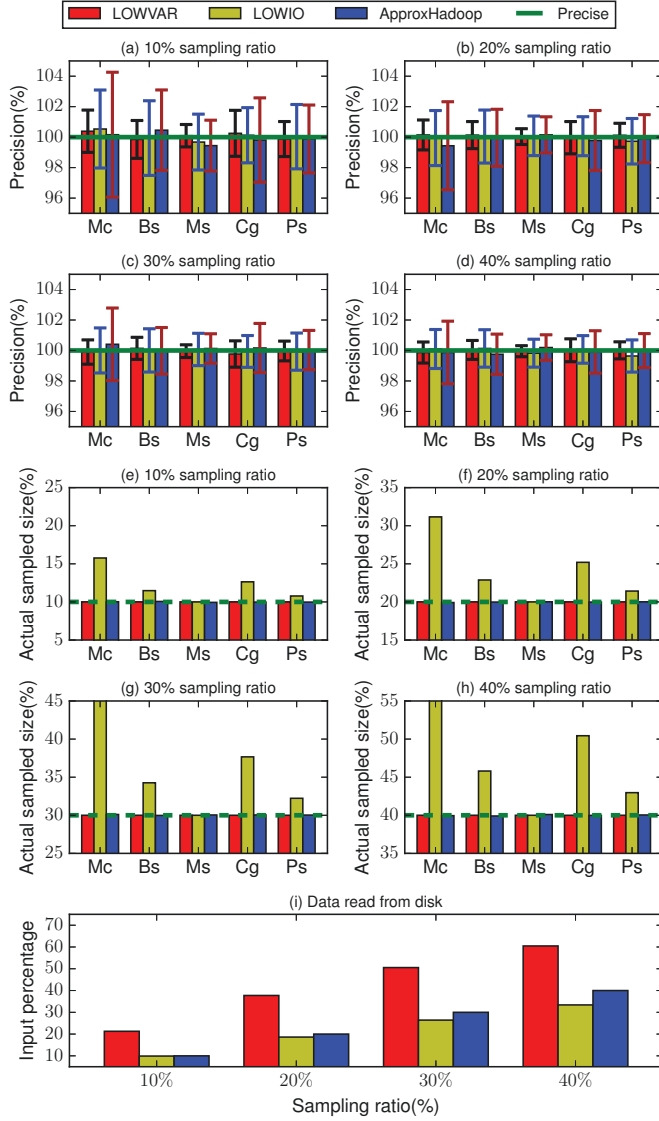 LOWVAR LOWIO ApproxHadoop Precise
(a) 10% sampling ratio
(b) 20% sampling ratio
Precision(%)
104
102
100
98
96
Mc Bs Ms Cg Ps
Precision(%)
104
102
100
98
96
Mc Bs Ms Cg Ps
(c) 30% sampling ratio
(d) 40% sampling ratio
Precision(%)
104
102
100
98
96
Mc Bs Ms Cg Ps
Precision(%)
104
102
100
98
96
Mc Bs Ms Cg Ps
(e) 10% sampling ratio
(f) 20% sampling ratio
Actual sampled size(%)
25
20
15
10
5
Mc Bs Ms Cg Ps
Actual sampled size(%)
35
30
25
20
15
Mc Bs Ms Cg Ps
(g) 30% sampling ratio
(h) 40% sampling ratio
Actual sampled size(%)
45
40
35
30
25
Mc Bs Ms Cg Ps
Actual sampled size(%)
55
50
45
40
35
Mc Bs Ms Cg Ps
(i) Data read from disk
Input percentage
70
60
50
40
30
20
10
10% 20% 30% 40%
Sampling ratio(%)